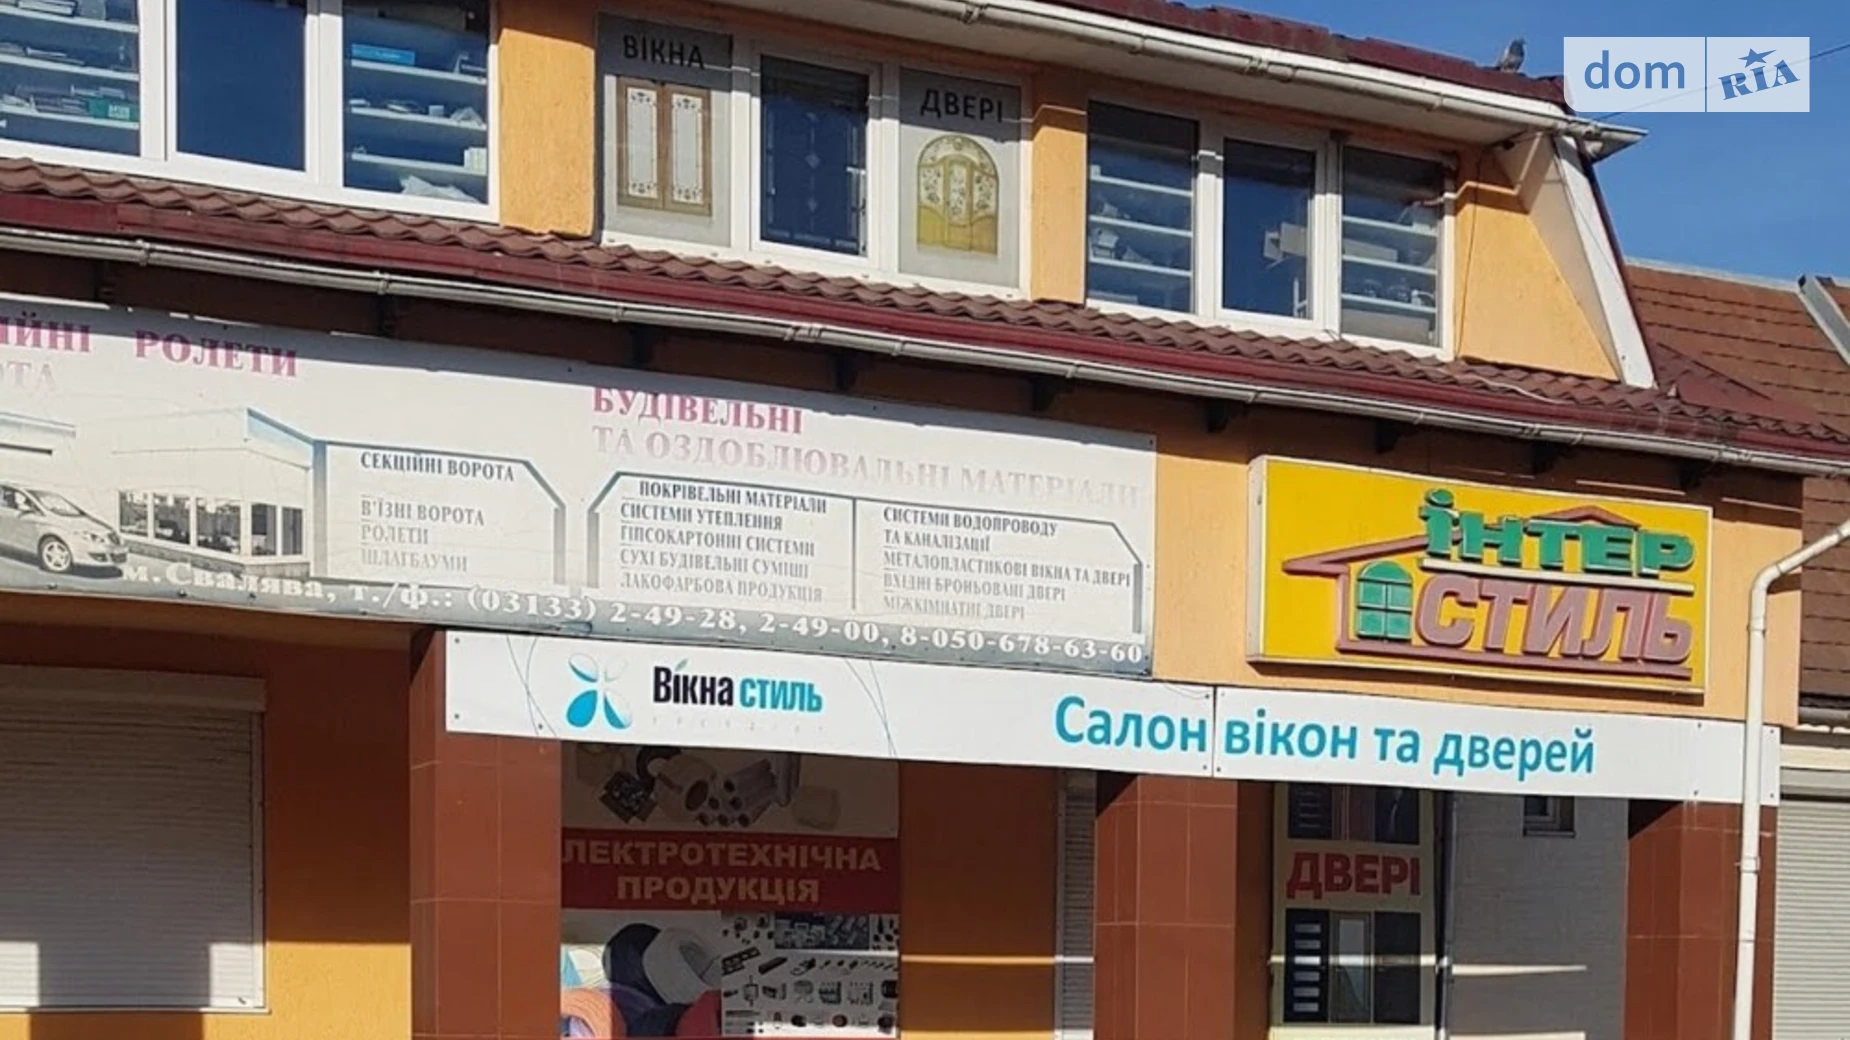 dom RIA
ВІКНА
ДВЕРІ
ІЙНІ РОЛЕТИ
ОТА
БУДІВЕЛЬНІ
ТА ОЗДОБЛЮВАЛЬНІ МАТЕРІАЛИ
СЕКЦІЙНІ ВОРОТА
В'ЇЗНІ ВОРОТА
РОЛЕТИ
ШЛАГБАУМИ
ПОКРІВЕЛЬНІ МАТЕРІАЛИ
СИСТЕМИ УТЕПЛЕННЯ
ГІПСОКАРТОННІ СИСТЕМИ
СУХІ БУДІВЕЛЬНІ СУМІШІ
ЛАКОФАРБОВА ПРОДУКЦІЯ
СИСТЕМИ ВОДОПРОВОДУ
ТА КАНАЛІЗАЦІЇ
МЕТАЛОПЛАСТИКОВІ ВІКНА ТА ДВЕРІ
ВХІДНІ БРОНЬОВАНІ ДВЕРІ
МІЖКІМНАТНІ ДВЕРІ
м.Свалява, т./ф.: (03133) 2-49-28, 2-49-00, 8-050-678-63-60
ІНТЕР
СТИЛЬ
Вікна СТИЛЬ
Салон вікон та дверей
ЛЕКТРОТЕХНІЧНА
ПРОДУКЦІЯ
ДВЕРІ